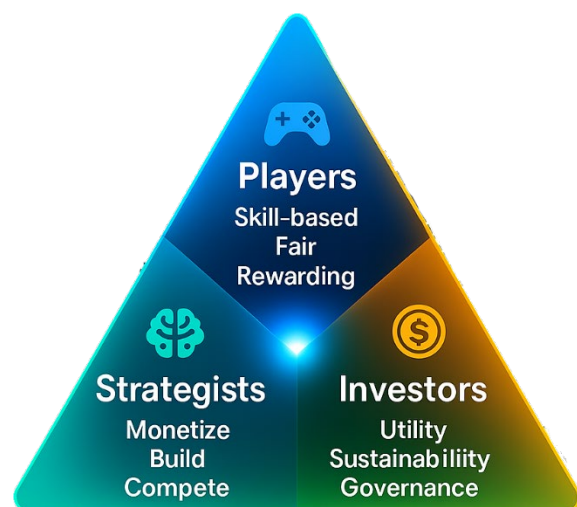 Players
Skill-based
Fair
Rewarding
Strategists
Monetize
Build
Compete
Investors
Utility
Sustainabiliity
Governance